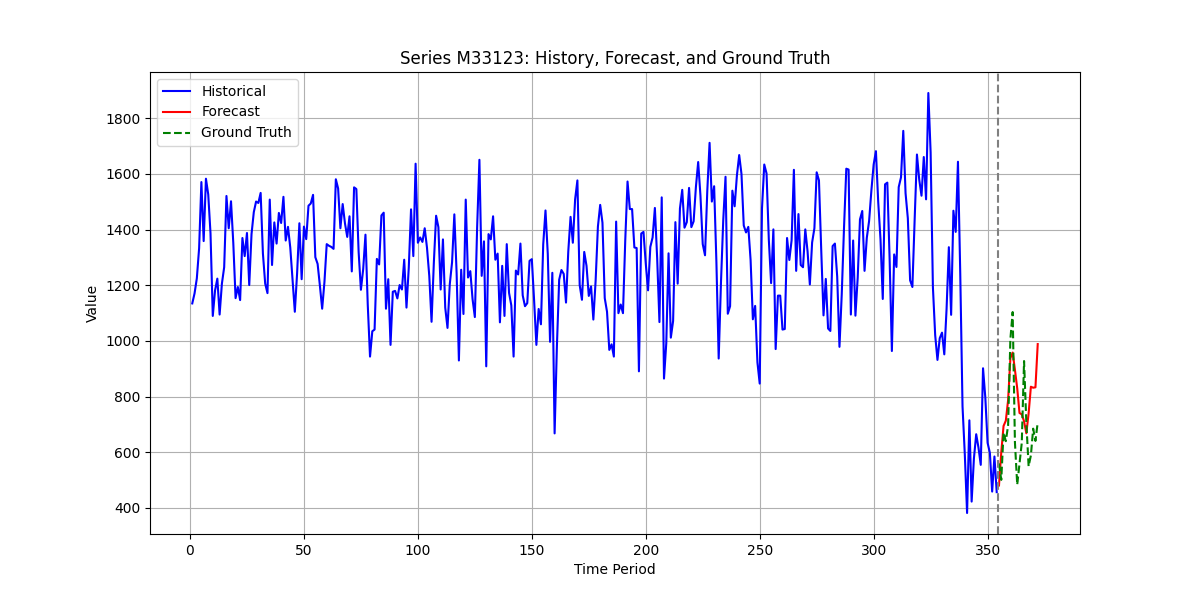 Series M33123: History, Forecast, and Ground Truth
Historical
Forecast
Ground Truth
Value
1800
1600
1400
1200
1000
800
600
400
0 50 100 150 200 250 300 350
Time Period